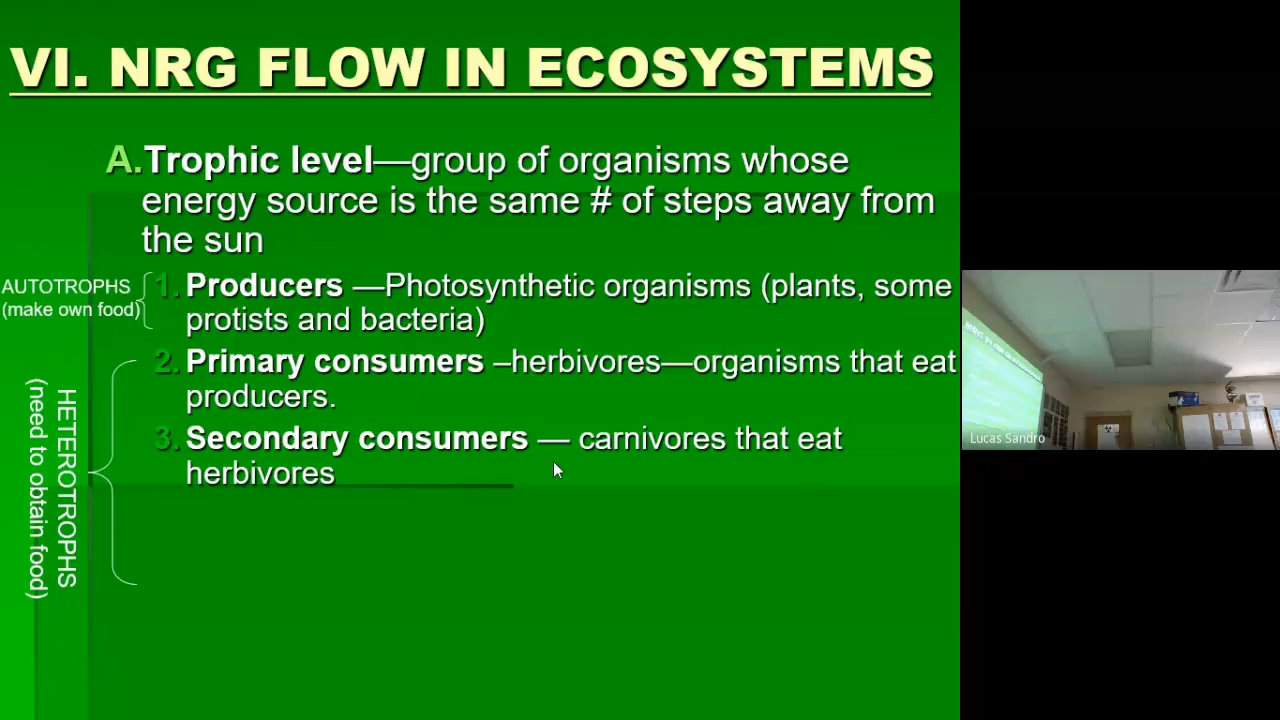 VI. NRG FLOW IN ECOSYSTEMS
A.Trophic level—group of organisms whose
energy source is the same # of steps away from
the sun
AUTOTROPHS
(make own food)
1. Producers —Photosynthetic organisms (plants, some
protists and bacteria)
2. Primary consumers –herbivores—organisms that eat
producers.
3. Secondary consumers — carnivores that eat
herbivores
HETEROTROPHS
(need to obtain food)
Lucas Sandro